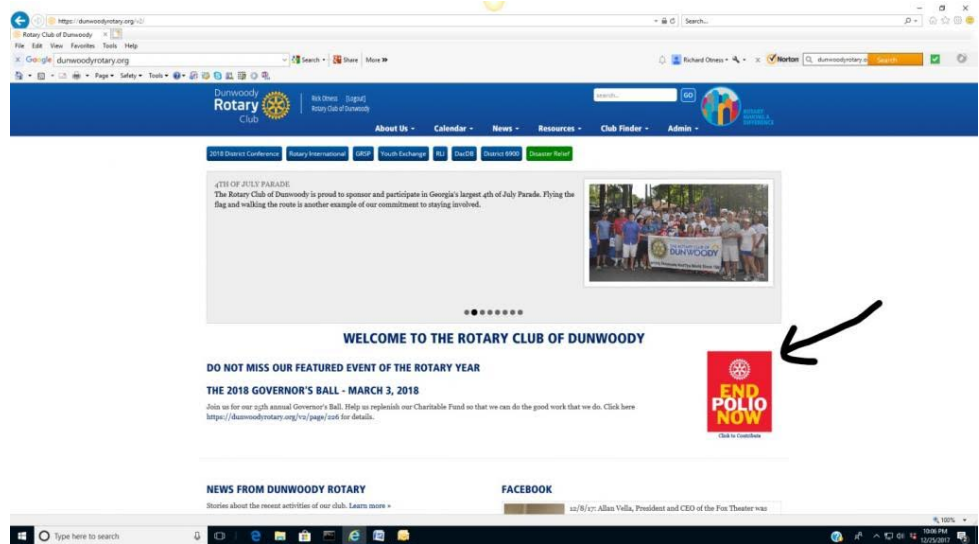 https://dunwoodyrotary.org/v2/
Search...
Rotary Club of Dunwoody
File Edit View Favorites Tools Help
Google dunwoodyrotary.org Search Share More »
Richard Otness
Norton dunwoodyrotary.o Search
Page Safety Tools
Dunwoody
Rotary
Club
Rick Otness [Logout]
Rotary Club of Dunwoody
search... GO
ROTARY
MAKING A
DIFFERENCE
About Us Calendar News Resources Club Finder Admin
2018 District Conference Rotary International GRSP Youth Exchange RLI DacDB District 6900 Disaster Relief
4TH OF JULY PARADE
The Rotary Club of Dunwoody is proud to sponsor and participate in Georgia's largest 4th of July Parade. Flying the
flag and walking the route is another example of our commitment to staying involved.
THE ROTARY CLUB OF
DUNWOODY
WELCOME TO THE ROTARY CLUB OF DUNWOODY
DO NOT MISS OUR FEATURED EVENT OF THE ROTARY YEAR
THE 2018 GOVERNOR'S BALL - MARCH 3, 2018
Join us for our 25th annual Governor's Ball. Help us replenish our Charitable Fund so that we can do the good work that we do. Click here
https://dunwoodyrotary.org/v2/page/226 for details.
END
POLIO
NOW
Click to Contribute
NEWS FROM DUNWOODY ROTARY
Stories about the recent activities of our club. Learn more »
FACEBOOK
12/8/17: Allan Vella, President and CEO of the Fox Theater was
100%
Type here to search
10:06 PM
12/25/2017